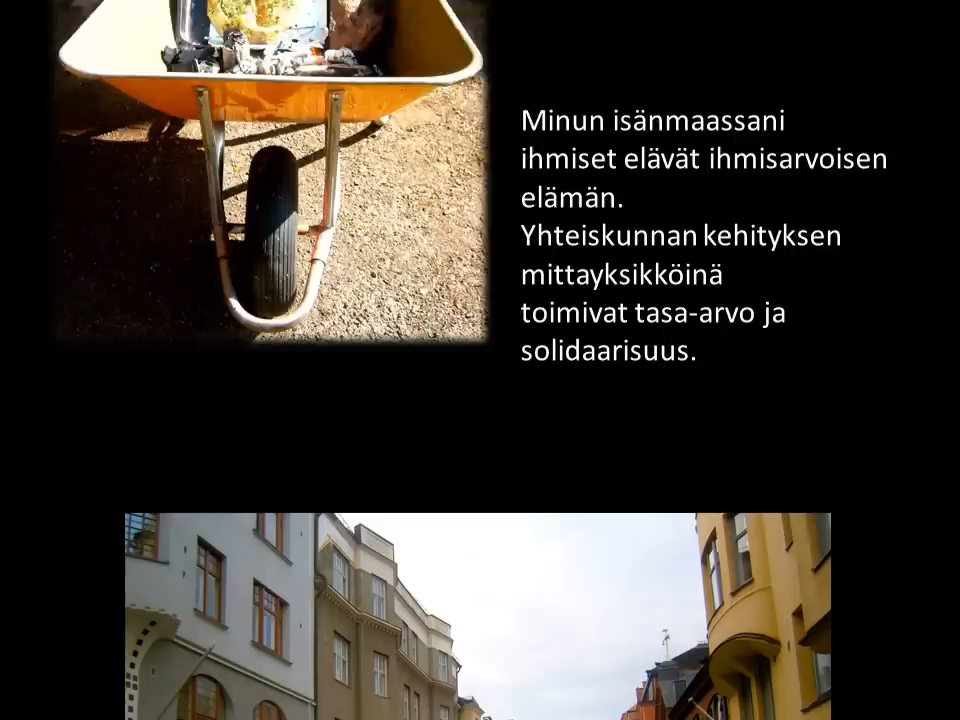 Minun isänmaassani
ihmiset elävät ihmisarvoisen
elämän.
Yhteiskunnan kehityksen
mittayksikköinä
toimivat tasa-arvo ja
solidaarisuus.